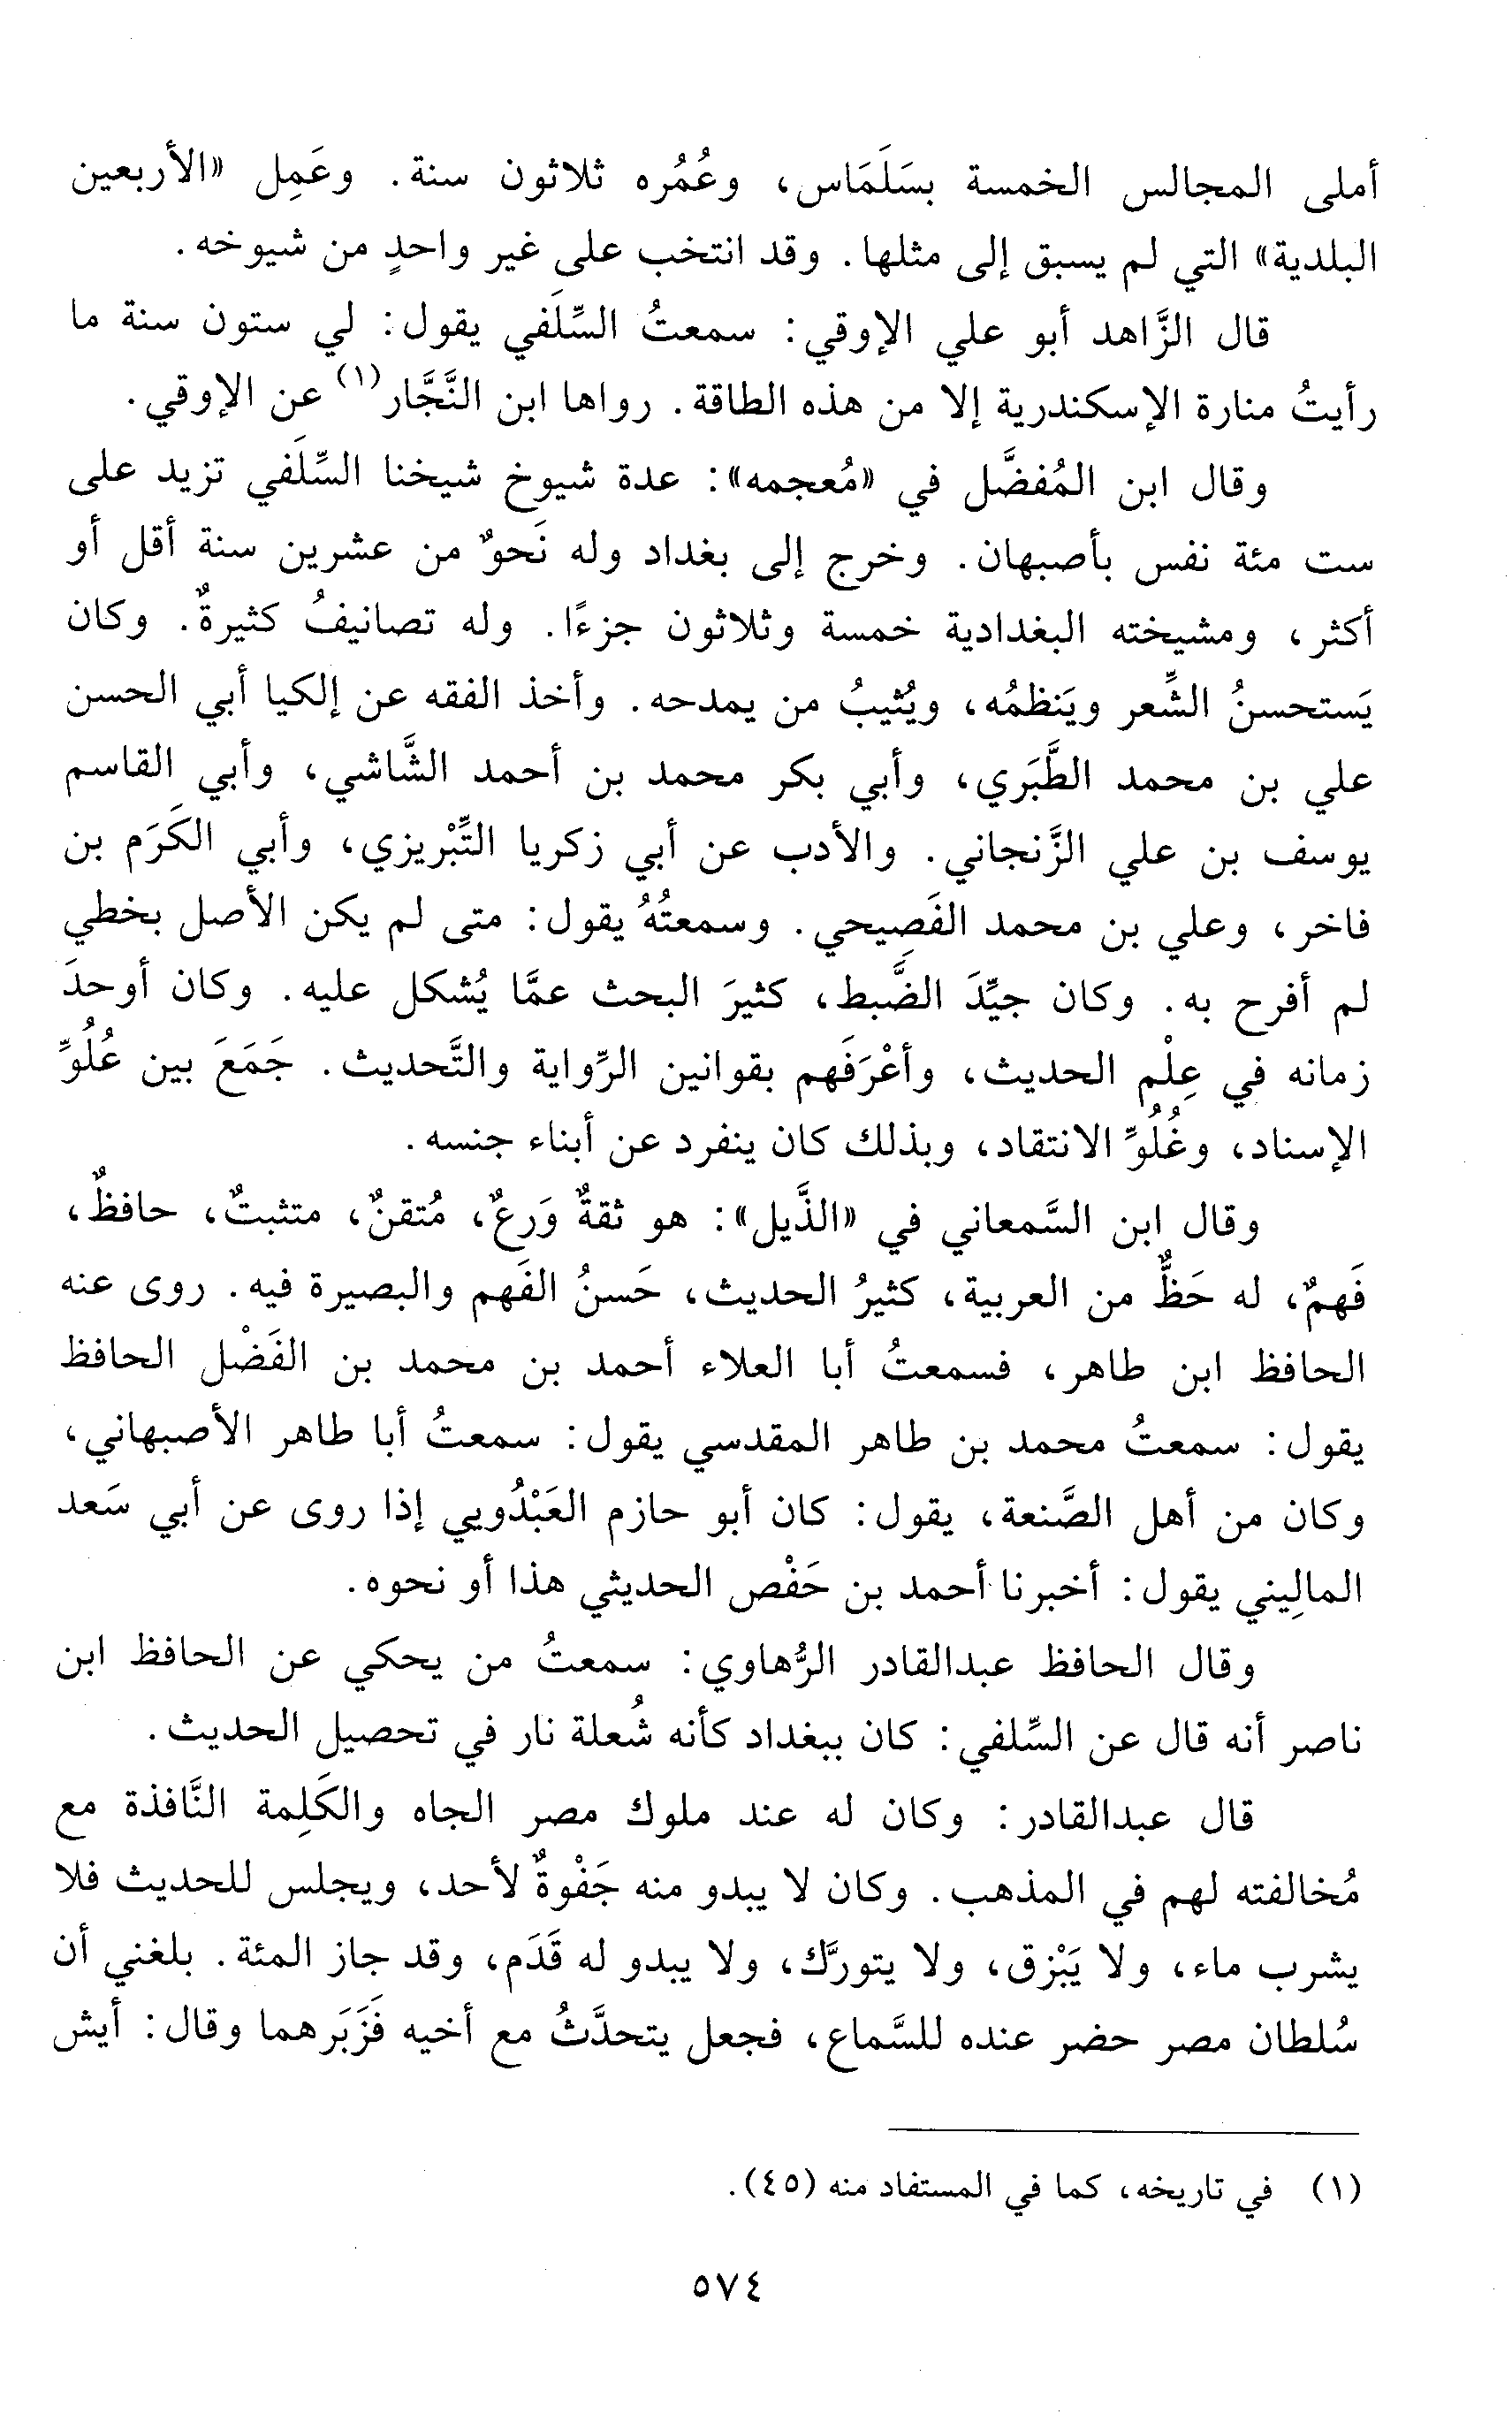 أملى المجالس الخمسة بسَلَمَاس، وعُمُره ثلاثون سنة. وعَمِل «الأربعين
البلدية» التي لم يسبق إلى مثلها. وقد انتخب على غير واحدٍ من شيوخه.
قال الزَّاهد أبو علي الإوقي: سمعتُ السِّلَفي يقول: لي ستون سنة ما
رأيتُ منارة الإسكندرية إلا من هذه الطاقة. رواها ابن النَّجَّار(١) عن الإوقي.
وقال ابن المُفضَّل في «مُعجمه»: عدة شيوخ شيخنا السِّلَفي تزيد على
ست مئة نفس بأصبهان. وخرج إلى بغداد وله نَحوٌ من عشرين سنة أقل أو
أكثر، ومشيخته البغدادية خمسة وثلاثون جزءًا. وله تصانيفُ كثيرةٌ. وكان
يَستحسنُ الشِّعر ويَنظمُه، ويُثيبُ من يمدحه. وأخذ الفقه عن إلكيا أبي الحسن
علي بن محمد الطَّبَري، وأبي بكر محمد بن أحمد الشَّاشي، وأبي القاسم
يوسف بن علي الزَّنجاني. والأدب عن أبي زكريا التِّبْريزي، وأبي الكَرَم بن
فاخر، وعلي بن محمد الفَصِيحي. وسمعتُهُ يقول: متى لم يكن الأصل بخطي
لم أفرح به. وكان جيِّدَ الضَّبط، كثيرَ البحث عمَّا يُشكل عليه. وكان أوحدَ
زمانه في عِلْم الحديث، وأعْرَفَهم بقوانين الرِّواية والتَّحديث. جَمَعَ بين عُلُوِّ
الإسناد، وغُلُوِّ الانتقاد، وبذلك كان ينفرد عن أبناء جنسه.
وقال ابن السَّمعاني في «الذَّيل»: هو ثقةٌ وَرعٌ، مُتقنٌ، متثبتٌ، حافظٌ،
فَهمٌ، له حَظٌّ من العربية، كثيرُ الحديث، حَسنُ الفَهم والبصيرة فيه. روى عنه
الحافظ ابن طاهر، فسمعتُ أبا العلاء أحمد بن محمد بن الفَضْل الحافظ
يقول: سمعتُ محمد بن طاهر المقدسي يقول: سمعتُ أبا طاهر الأصبهاني،
وكان من أهل الصَّنعة، يقول: كان أبو حازم العَبْدُويي إذا روى عن أبي سَعد
المالِيني يقول: أخبرنا أحمد بن حَفْص الحديثي هذا أو نحوه.
وقال الحافظ عبدالقادر الرُّهاوي: سمعتُ من يحكي عن الحافظ ابن
ناصر أنه قال عن السِّلفي: كان ببغداد كأنه شُعلة نار في تحصيل الحديث.
قال عبدالقادر: وكان له عند ملوك مصر الجاه والكَلِمة النَّافذة مع
مُخالفته لهم في المذهب. وكان لا يبدو منه جَفْوةٌ لأحد، ويجلس للحديث فلا
يشرب ماء، ولا يَبْزق، ولا يتورَّك، ولا يبدو له قَدَم، وقد جاز المئة. بلغني أن
سُلطان مصر حضر عنده للسَّماع، فجعل يتحدَّثُ مع أخيه فَزَبَرهما وقال: أيش
(١) في تاريخه، كما في المستفاد منه (٤٥).
٥٧٤